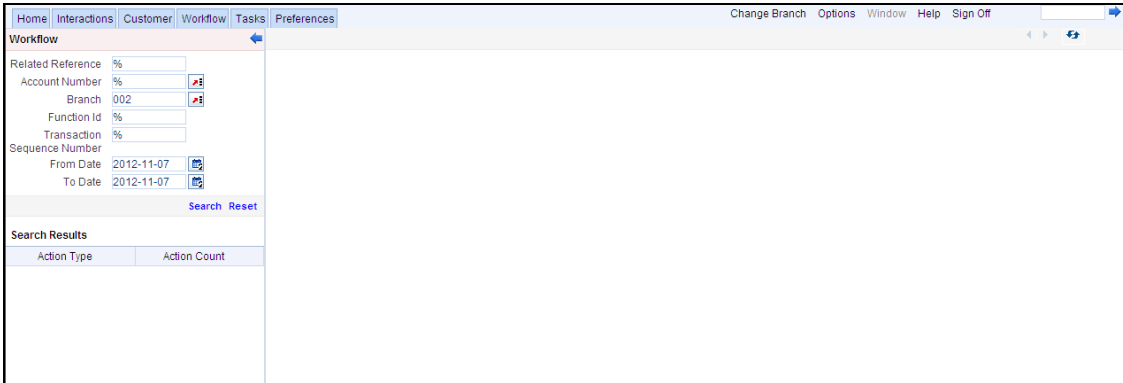 Home Interactions Customer Workflow Tasks Preferences Change Branch Options Window Help Sign Off
Workflow
Related Reference %
Account Number %
Branch 002
Function Id %
Transaction %
Sequence Number
From Date 2012-11-07
To Date 2012-11-07
Search Reset
Search Results
Action Type Action Count